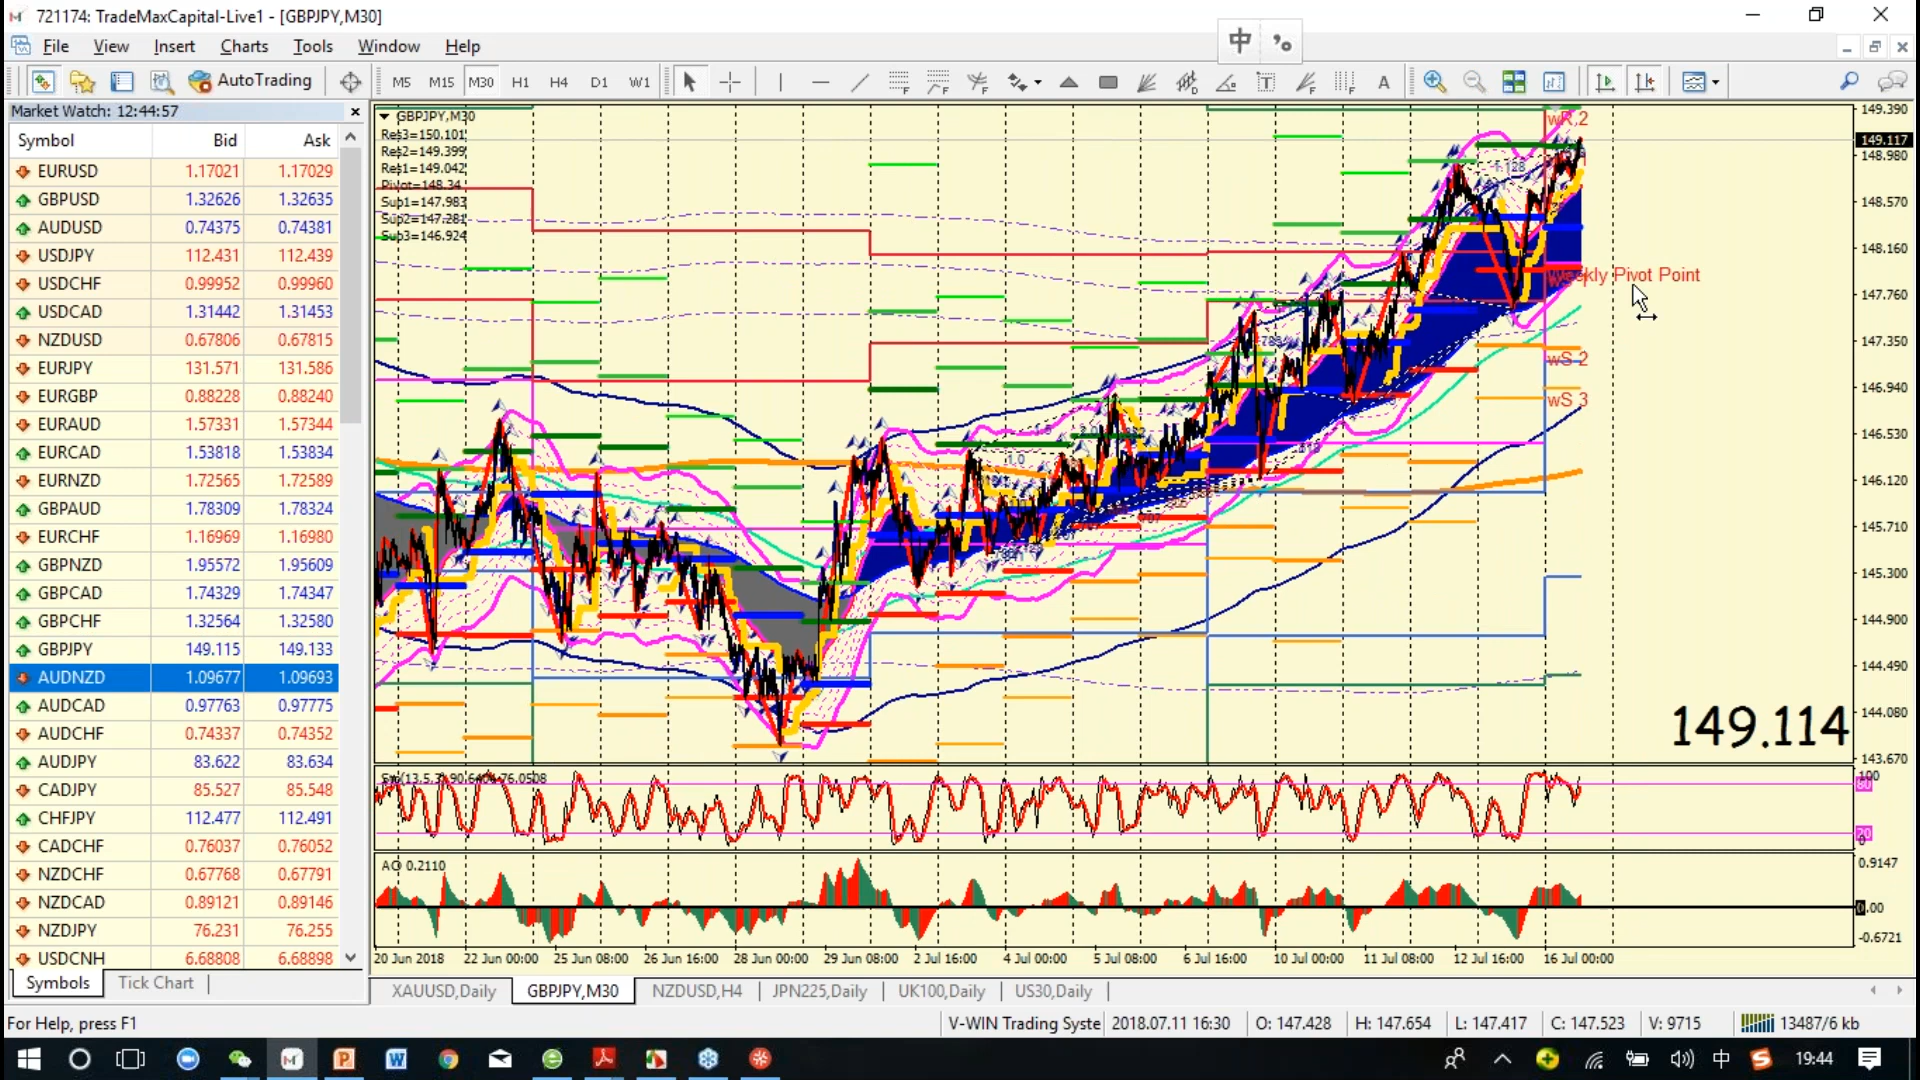 721174: TradeMaxCapital-Live1 - [GBPJPY,M30]
中 °,
File View Insert Charts Tools Window Help
AutoTrading M5 M15 M30 H1 H4 D1 W1 A
Market Watch: 12:44:57
Symbol Bid Ask
EURUSD 1.17021 1.17029
GBPUSD 1.32626 1.32635
AUDUSD 0.74375 0.74381
USDJPY 112.431 112.439
USDCHF 0.99952 0.99960
USDCAD 1.31442 1.31453
NZDUSD 0.67806 0.67815
EURJPY 131.571 131.586
EURGBP 0.88228 0.88240
EURAUD 1.57331 1.57344
EURCAD 1.53818 1.53834
EURNZD 1.72565 1.72589
GBPAUD 1.78309 1.78324
EURCHF 1.16969 1.16980
GBPNZD 1.95572 1.95609
GBPCAD 1.74329 1.74347
GBPCHF 1.32564 1.32580
GBPJPY 149.115 149.133
AUDNZD 1.09677 1.09693
AUDCAD 0.97763 0.97775
AUDCHF 0.74337 0.74352
AUDJPY 83.622 83.634
CADJPY 85.527 85.548
CHFJPY 112.477 112.491
CADCHF 0.76037 0.76052
NZDCHF 0.67768 0.67791
NZDCAD 0.89121 0.89146
NZDJPY 76.231 76.255
USDCNH 6.68808 6.68898
Symbols Tick Chart
GBPJPY,M30
Res3=150.101
Res2=149.399
Res1=149.042
Pivot=148.34
Sup1=147.983
Sup2=147.281
Sup3=146.924
wR 2
Weekly Pivot Point
wS 2
wS 3
149.114
149.390
149.117
148.980
148.570
148.160
147.760
147.350
146.940
146.530
146.120
145.710
145.300
144.900
144.490
144.080
143.670
100
80
20
0
AO 0.2110
0.9147
0.00
-0.6721
20 Jun 2018 22 Jun 00:00 25 Jun 08:00 26 Jun 16:00 28 Jun 00:00 29 Jun 08:00 2 Jul 16:00 4 Jul 00:00 5 Jul 08:00 6 Jul 16:00 10 Jul 00:00 11 Jul 08:00 12 Jul 16:00 16 Jul 00:00
XAUUSD,Daily GBPJPY,M30 NZDUSD,H4 JPN225,Daily UK100,Daily US30,Daily
For Help, press F1 V-WIN Trading Syste 2018.07.11 16:30 O: 147.428 H: 147.654 L: 147.417 C: 147.523 V: 9715 13487/6 kb
中 19:44